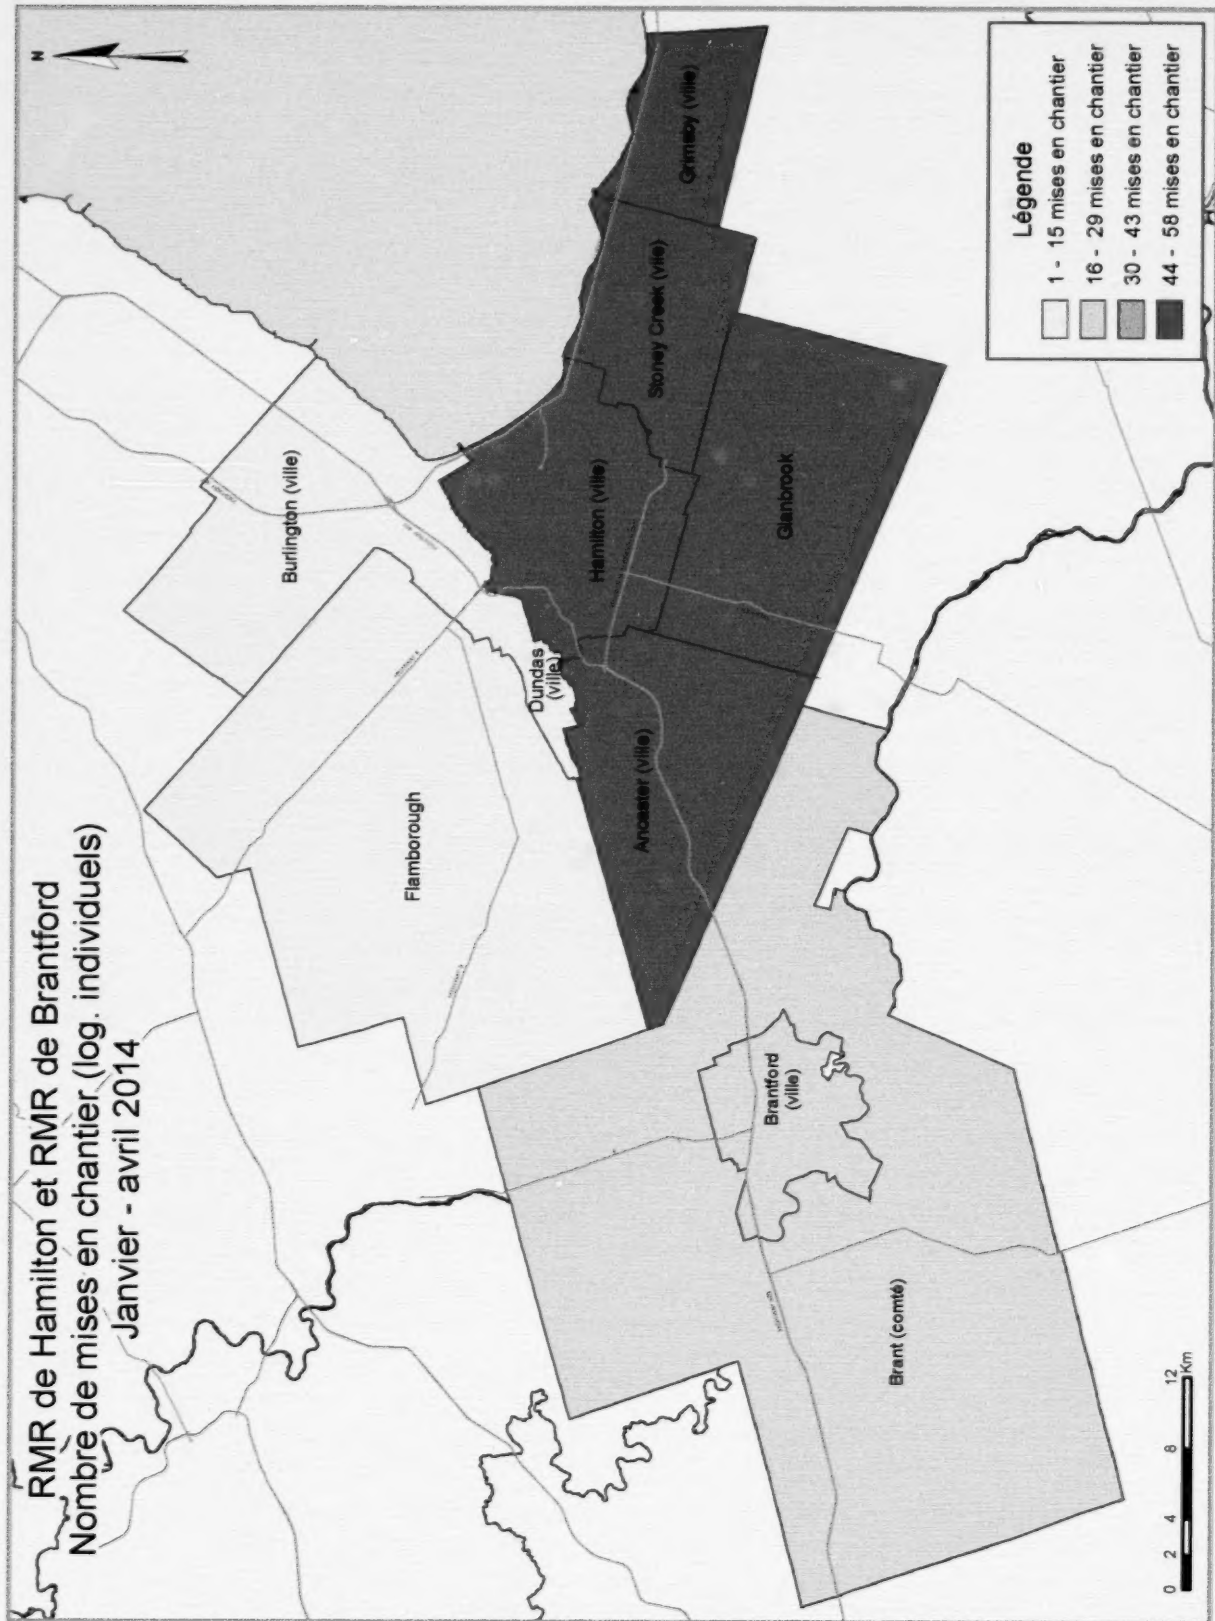 RMR de Hamilton et RMR de Brantford
Nombre de mises en chantier (log. individuels)
Janvier - avril 2014
N
Burlington (ville)
Flamborough
Dundas
(ville)
Hamilton (ville)
Stoney Creek (ville)
Grimsby (ville)
Ancaster (ville)
Glanbrook
Brantford
(ville)
Brant (comté)
Légende
1 - 15 mises en chantier
16 - 29 mises en chantier
30 - 43 mises en chantier
44 - 58 mises en chantier
0 2 4 8 12
Km